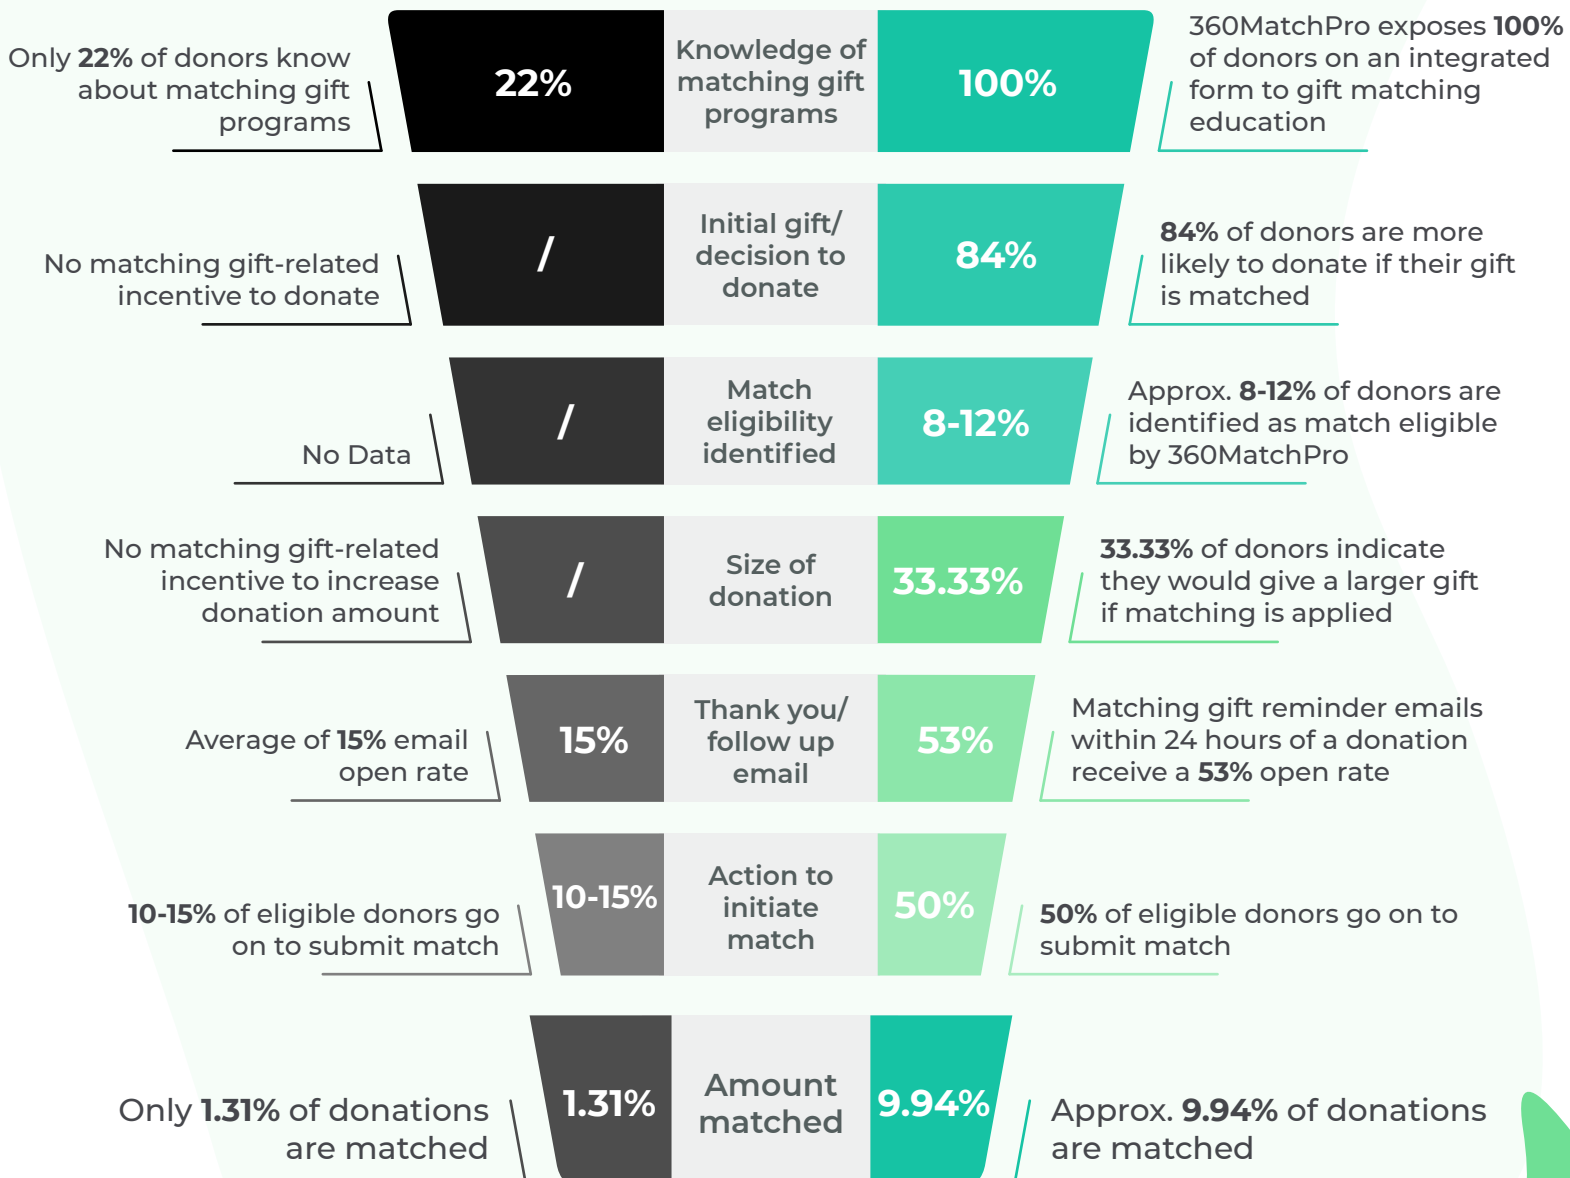 Only 22% of donors know
about matching gift
programs
22%
Knowledge of
matching gift
programs
100%
360MatchPro exposes 100%
of donors on an integrated
form to gift matching
education
No matching gift-related
incentive to donate
/
Initial gift/
decision to
donate
84%
84% of donors are more
likely to donate if their gift
is matched
No Data
/
Match
eligibility
identified
8-12%
Approx. 8-12% of donors are
identified as match eligible
by 360MatchPro
No matching gift-related
incentive to increase
donation amount
/
Size of
donation
33.33%
33.33% of donors indicate
they would give a larger gift
if matching is applied
Average of 15% email
open rate
15%
Thank you/
follow up
email
53%
Matching gift reminder emails
within 24 hours of a donation
receive a 53% open rate
10-15% of eligible donors go
on to submit match
10-15%
Action to
initiate
match
50%
50% of eligible donors go on to
submit match
Only 1.31% of donations
are matched
1.31%
Amount
matched
9.94%
Approx. 9.94% of donations
are matched